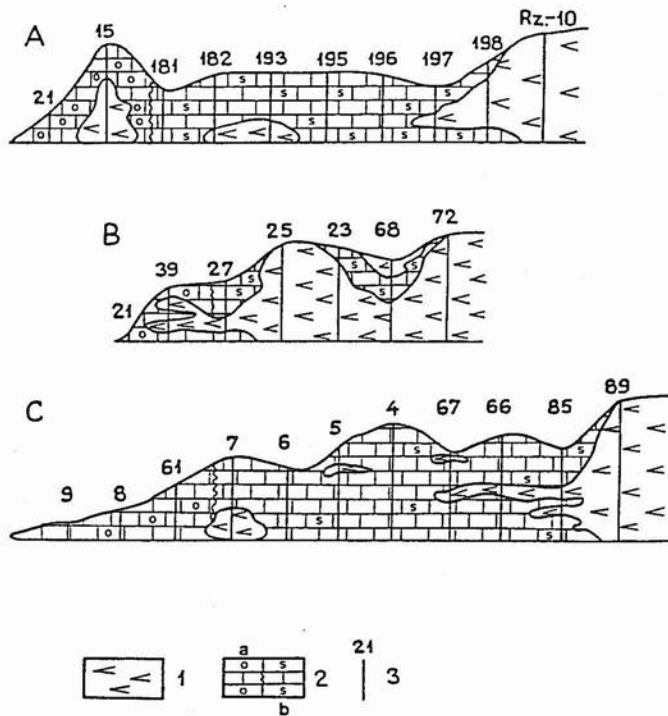 A 21 15 181 182 193 195 196 197 198 Rz.-10
s s s s s s s s s
B 21 39 27 25 23 68 72
s s s s s
C 9 8 61 7 6 5 4 67 66 85 89
s s s s s s
a 21
s 1 2 3
s
b